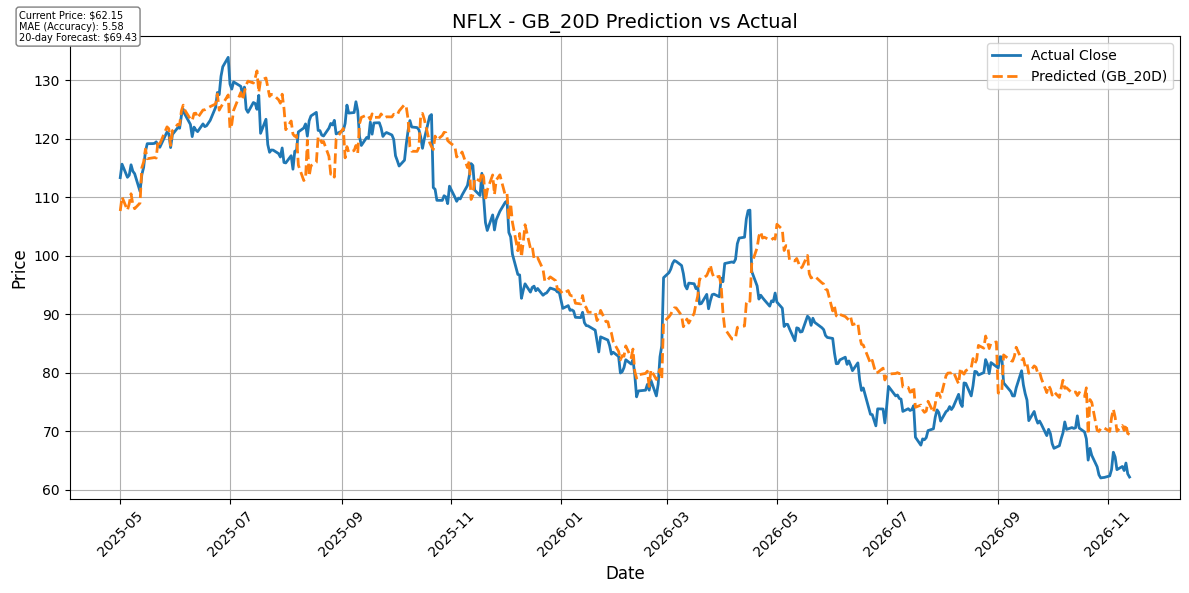 NFLX - GB_20D Prediction vs Actual
Current Price: $62.15
MAE (Accuracy): 5.58
20-day Forecast: $69.43
Actual Close
Predicted (GB_20D)
Price
130
120
110
100
90
80
70
60
2025-05
2025-07
2025-09
2025-11
2026-01
2026-03
2026-05
2026-07
2026-09
2026-11
Date